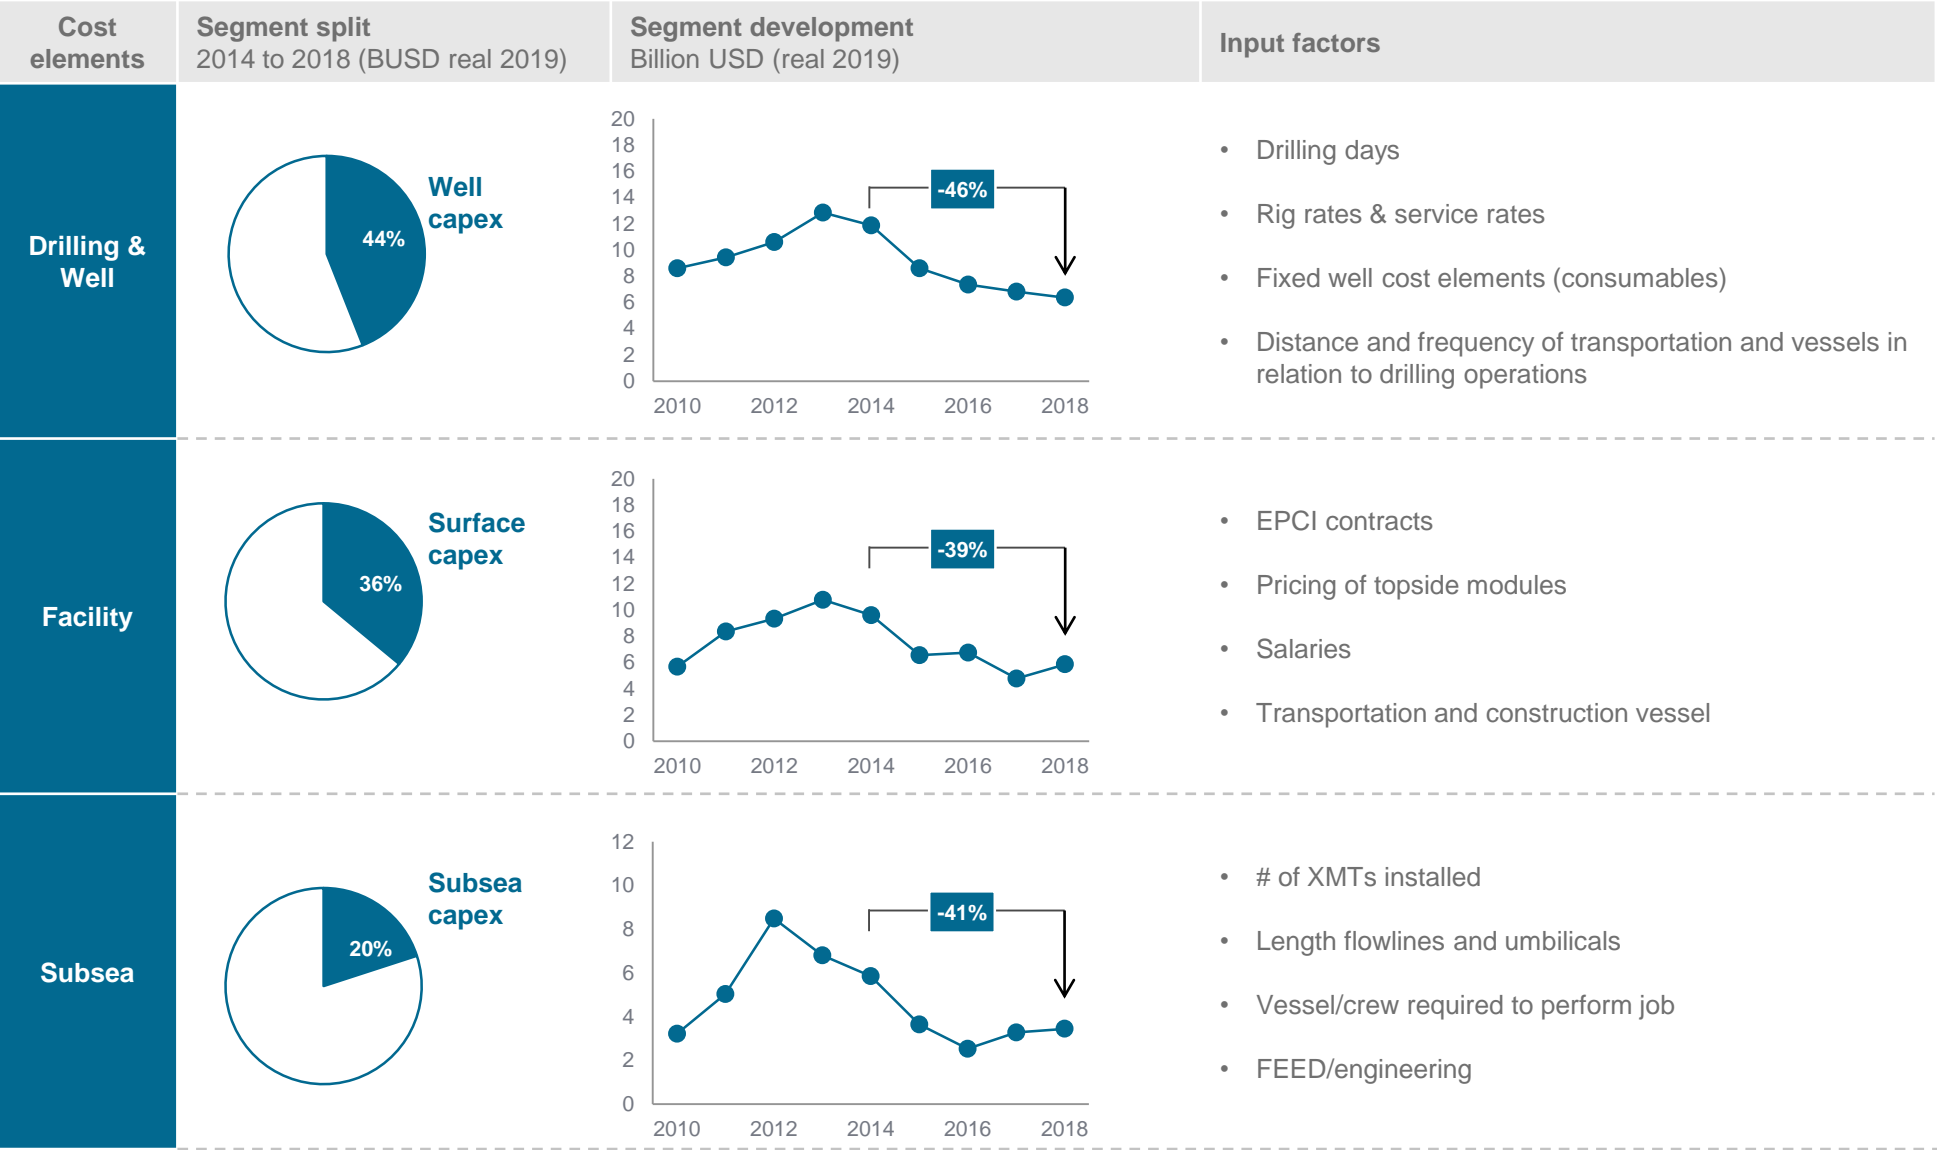 Cost
elements
Segment split
2014 to 2018 (BUSD real 2019)
Segment development
Billion USD (real 2019)
Input factors
Drilling &
Well
44%
Well
capex
20
18
16
14
12
10
8
6
4
2
0
-46%
2010 2012 2014 2016 2018
• Drilling days
• Rig rates & service rates
• Fixed well cost elements (consumables)
• Distance and frequency of transportation and vessels in
relation to drilling operations
Facility
36%
Surface
capex
20
18
16
14
12
10
8
6
4
2
0
-39%
2010 2012 2014 2016 2018
• EPCI contracts
• Pricing of topside modules
• Salaries
• Transportation and construction vessel
Subsea
20%
Subsea
capex
12
10
8
6
4
2
0
-41%
2010 2012 2014 2016 2018
• # of XMTs installed
• Length flowlines and umbilicals
• Vessel/crew required to perform job
• FEED/engineering